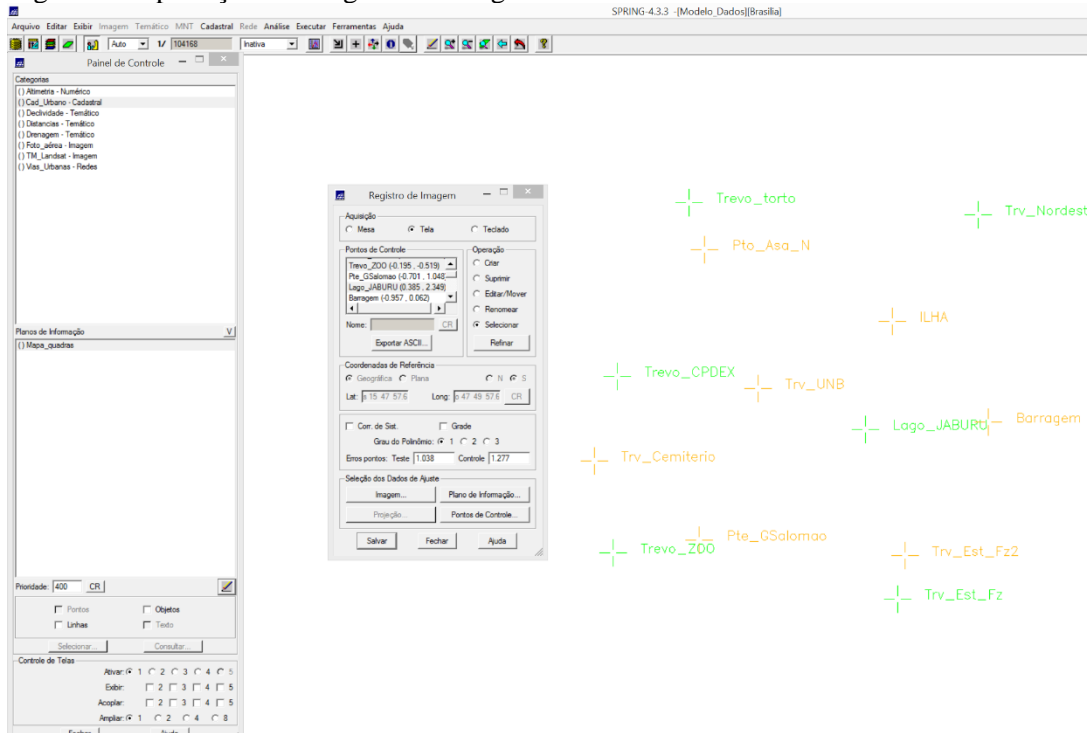 SPRING-4.3.3 -[Modelo_Dados][Brasilia]
Arquivo Editar Exibir Imagem Temático MNT Cadastral Rede Análise Executar Ferramentas Ajuda
Auto 1/ 104168 Inativa
Painel de Controle
Categorias
() Altimetria - Numérico
() Cad_Urbano - Cadastral
() Declividade - Temático
() Distancias - Temático
() Drenagem - Temático
() Foto_aérea - Imagem
() TM_Landsat - Imagem
() Vias_Urbanas - Redes
Planos de Informação V
() Mapa_quadras
Prioridade: 400 CR
Pontos Objetos
Linhas Texto
Selecionar... Consultar...
Controle de Telas
Ativar: 1 2 3 4 5
Exibir: 2 3 4 5
Acoplar: 2 3 4 5
Ampliar: 1 2 4 8
Fechar Ajuda
Registro de Imagem
Aquisição
Mesa Tela Teclado
Pontos de Controle
Trevo_ZOO (-0.195 , -0.519)
Pte_GSalomao (-0.701 , 1.048)
Lago_JABURU (0.385 , 2.349)
Barragem (-0.957 , 0.062)
Nome: CR
Exportar ASCII...
Operação
Criar
Suprimir
Editar/Mover
Renomear
Selecionar
Refinar
Coordenadas de Referência
Geográfica Plana N S
Lat: 15 47 57.6 Long: 47 49 57.6 CR
Corr. de Sist. Grade
Grau do Polinômio: 1 2 3
Erros pontos: Teste 1.038 Controle 1.277
Seleção dos Dados de Ajuste
Imagem... Plano de Informação...
Projeção... Pontos de Controle...
Salvar Fechar Ajuda
Trevo_torto
Trv_Nordest
Pto_Asa_N
ILHA
Trevo_CPDEX
Trv_UNB
Lago_JABURU
Barragem
Trv_Cemiterio
Pte_GSalomao
Trevo_ZOO
Trv_Est_Fz2
Trv_Est_Fz